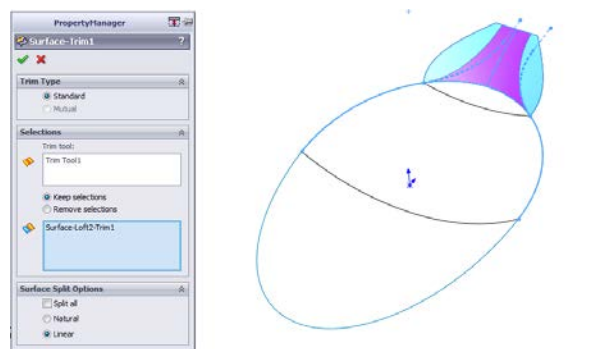 PropertyManager
Surface-Trim1
?
Trim Type
Standard
Mutual
Selections
Trim tool:
Trim Tool1
Keep selections
Remove selections
Surface-Loft2-Trim1
Surface Split Options
Split all
Natural
Linear